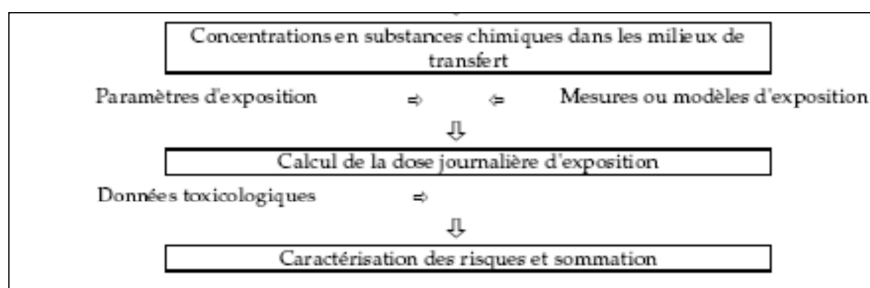 Concentrations en substances chimiques dans les milieux de
transfert
Paramètres d'exposition ⇨ ⇦ Mesures ou modèles d'exposition
⇩
Calcul de la dose journalière d'exposition
Données toxicologiques ⇨
⇩
Caractérisation des risques et sommation